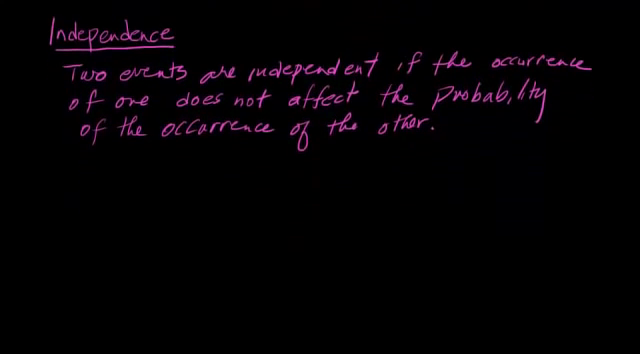 Independence
Two events are independent if the occurrence
of one does not affect the probability
of the occurrence of the other.